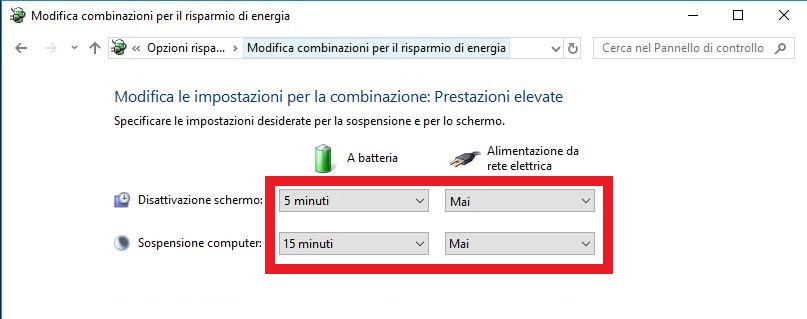 Modifica combinazioni per il risparmio di energia
« Opzioni rispa... > Modifica combinazioni per il risparmio di energia
Cerca nel Pannello di controllo
Modifica le impostazioni per la combinazione: Prestazioni elevate
Specificare le impostazioni desiderate per la sospensione e per lo schermo.
A batteria
Alimentazione da
rete elettrica
Disattivazione schermo: 5 minuti Mai
Sospensione computer: 15 minuti Mai